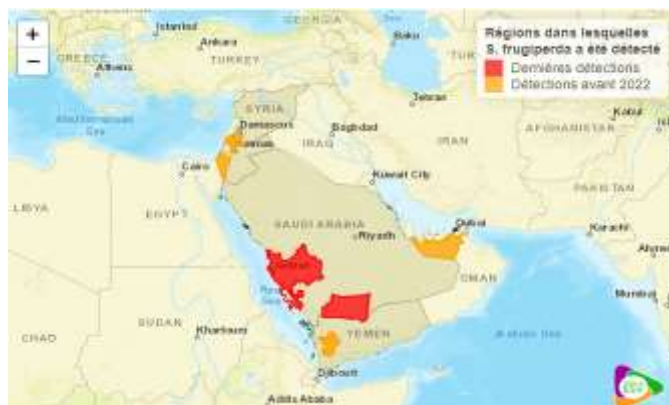 +
−
Régions dans lesquelles
S. frugiperda a été détecté
Dernières détections
Détections avant 2022
GEORGIA
Istanbul
Baku
Ankara
GREECE
TURKEY
Athens
Tehran
SYRIA
Mediterranean
Sea
Damascus
Baghdad
Kabul
AFGHANISTAN
IRAQ
IRAN
Cairo
Kuwait City
PAKISTAN
LIBYA
EGYPT
SAUDI ARABIA
Riyadh
Dubai
Karachi
OMAN
Mumbai
SUDAN
Khartoum
YEMEN
Arabian Sea
CHAD
Djibouti
Addis Ababa